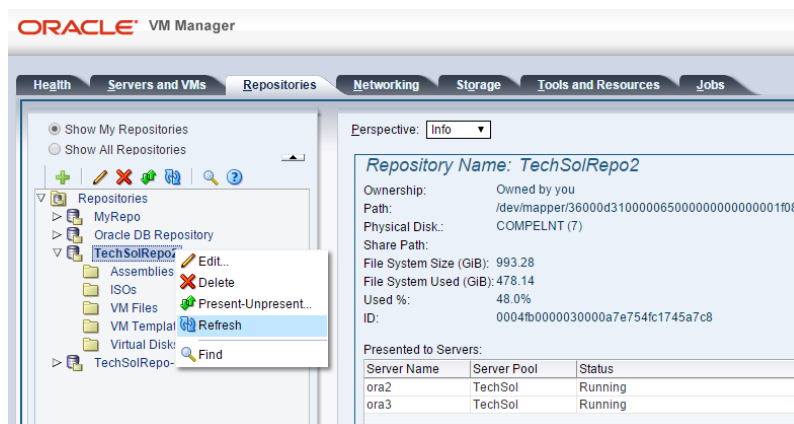 ORACLE VM Manager
Health Servers and VMs Repositories Networking Storage Tools and Resources Jobs
Show My Repositories
Show All Repositories
Repositories
MyRepo
Oracle DB Repository
TechSolRepo2
Assemblies
ISOs
VM Files
VM Templat
Virtual Disks
TechSolRepo-
Edit...
Delete
Present-Unpresent...
Refresh
Find
Perspective: Info
Repository Name: TechSolRepo2
Ownership: Owned by you
Path: /dev/mapper/36000d310000065000000000000001f08
Physical Disk.: COMPELNT (7)
Share Path:
File System Size (GiB): 993.28
File System Used (GiB): 478.14
Used %: 48.0%
ID: 0004fb0000030000a7e754fc1745a7c8
Presented to Servers:
Server Name Server Pool Status
ora2 TechSol Running
ora3 TechSol Running